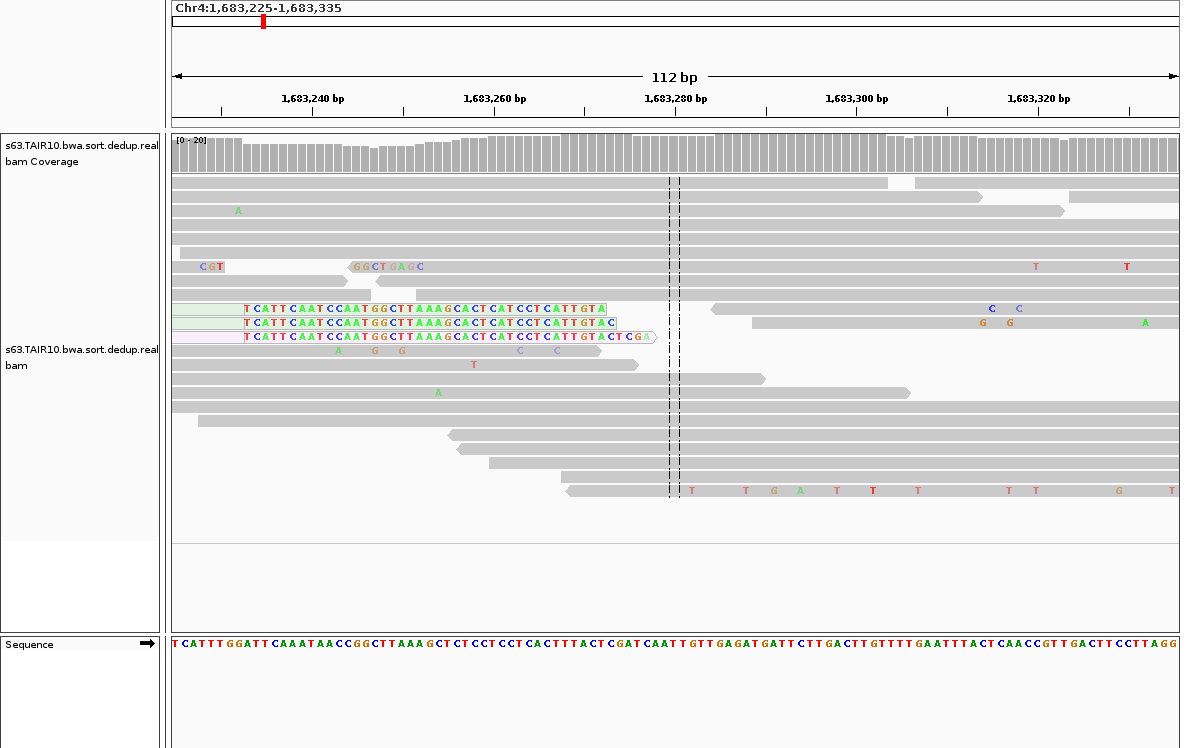 Chr4:1,683,225-1,683,335
112 bp
1,683,240 bp 1,683,260 bp 1,683,280 bp 1,683,300 bp 1,683,320 bp
s63.TAIR10.bwa.sort.dedup.real
bam Coverage
[0 - 20]
A
CGT GGCTGAGC T T
TCATTCAATCCAATGGCTTAAAGCACTCATCCTCATTGTA C C
TCATTCAATCCAATGGCTTAAAGCACTCATCCTCATTGTAC G G A
TCATTCAATCCAATGGCTTAAAGCACTCATCCTCATTGTACTCGA
s63.TAIR10.bwa.sort.dedup.real
bam
A G G C C
T
A
T T G A T T T T T G T
Sequence
TCATTTGGATTCAAATAACCGGCTTAAAGCTCTCCTCCTCACTTTACTCGATCAATTGTTGAGATGATTCTTGACTTGTTTTGAATTTACTCAACCGTTGACTTCCTTAGG